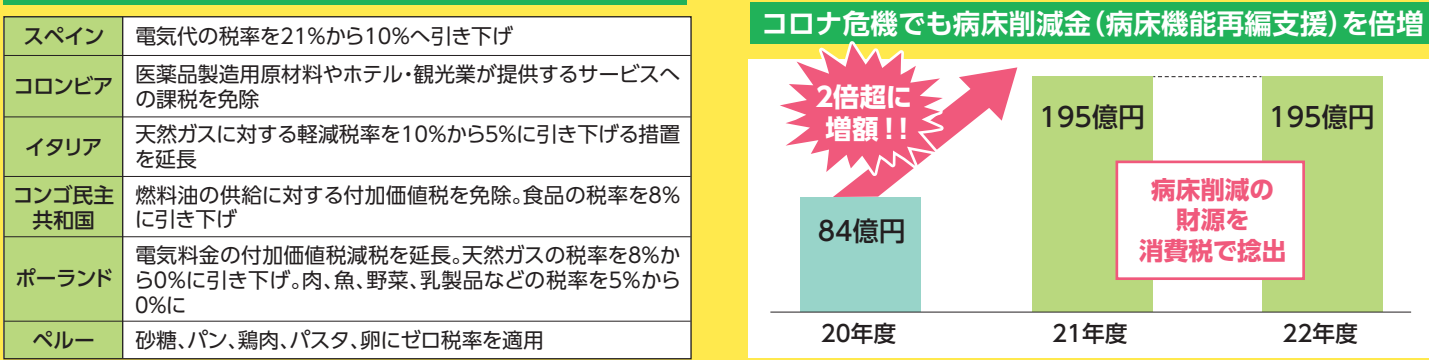 スペイン
電気代の税率を21%から10%へ引き下げ
コロンビア
医薬品製造用原材料やホテル・観光業が提供するサービスへ
の課税を免除
イタリア
天然ガスに対する軽減税率を10%から5%に引き下げる措置
を延長
コンゴ民主
共和国
燃料油の供給に対する付加価値税を免除。食品の税率を8%
に引き下げ
ポーランド
電気料金の付加価値税減税を延長。天然ガスの税率を8%か
ら0%に引き下げ。肉、魚、野菜、乳製品などの税率を5%から
0%に
ペルー
砂糖、パン、鶏肉、パスタ、卵にゼロ税率を適用
コロナ危機でも病床削減金(病床機能再編支援)を倍増
2倍超に
増額!!
84億円
195億円
195億円
病床削減の
財源を
消費税で捻出
20年度
21年度
22年度